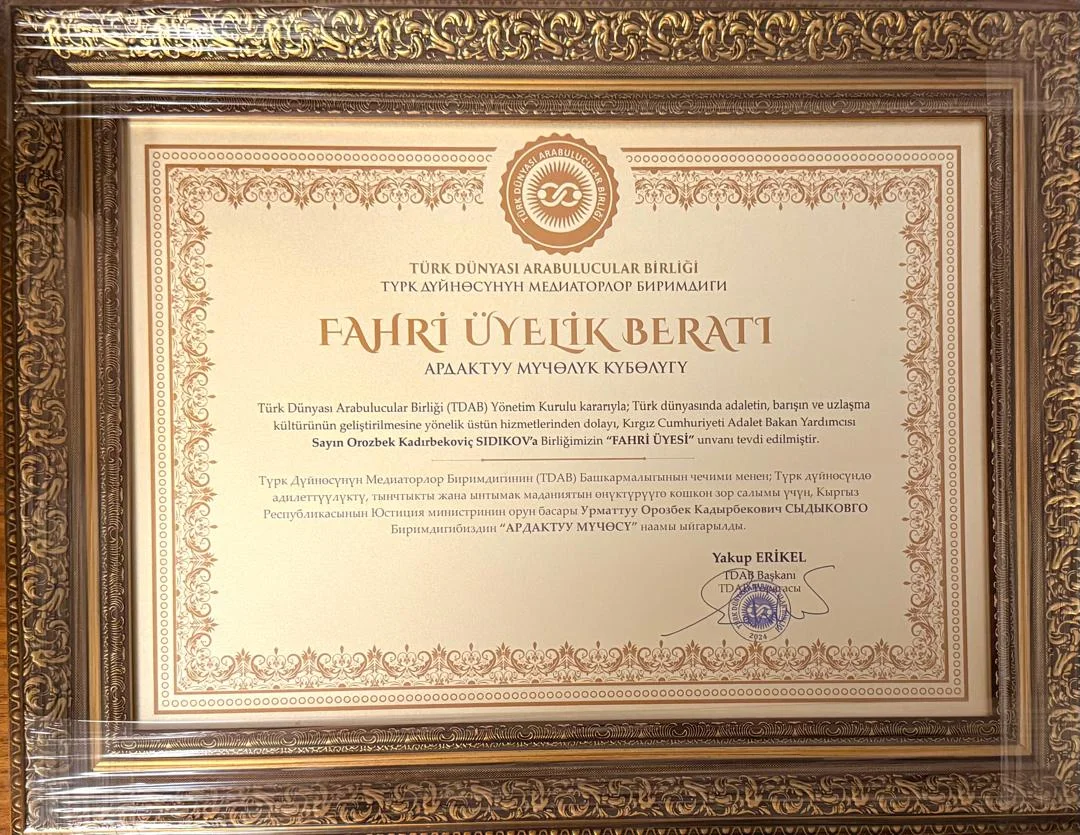 TÜRK DÜNYASI ARABULUCULAR BİRLİĞİ
TÜRK DÜNYASI ARABULUCULAR BİRLİĞİ
ТҮРК ДҮЙНӨСҮНҮН МЕДИАТОРЛОР БИРИМДИГИ
FAHRİ ÜYELİK BERATI
АРДАКТУУ МҮЧӨЛҮК КҮБӨЛҮГҮ
Türk Dünyası Arabulucular Birliği (TDAB) Yönetim Kurulu kararıyla; Türk dünyasında adaletin, barışın ve uzlaşma
kültürünün geliştirilmesine yönelik üstün hizmetlerinden dolayı, Kırgız Cumhuriyeti Adalet Bakan Yardımcısı
Sayın Orozbek Kadırbekoviç SIDIKOV'a Birliğimizin “FAHRİ ÜYESİ” unvanı tevdi edilmiştir.
Түрк Дүйнөсүнүн Медиаторлор Биримдигинин (TDAB) Башкармалыгынын чечими менен; Түрк дүйнөсүндө
адилеттүүлүктү, тынчтыкты жана ынтымак маданиятын өнүктүрүүгө кошкон зор салымы үчүн, Кыргыз
Республикасынын Юстиция министринин орун басары Урматтуу Орозбек Кадырбекович СЫДЫКОВГО
Биримдигибиздин “АРДАКТУУ МҮЧӨСҮ” наамы ыйгарылды.
Yakup ERİKEL
TDAB Başkanı
TDAB
2024